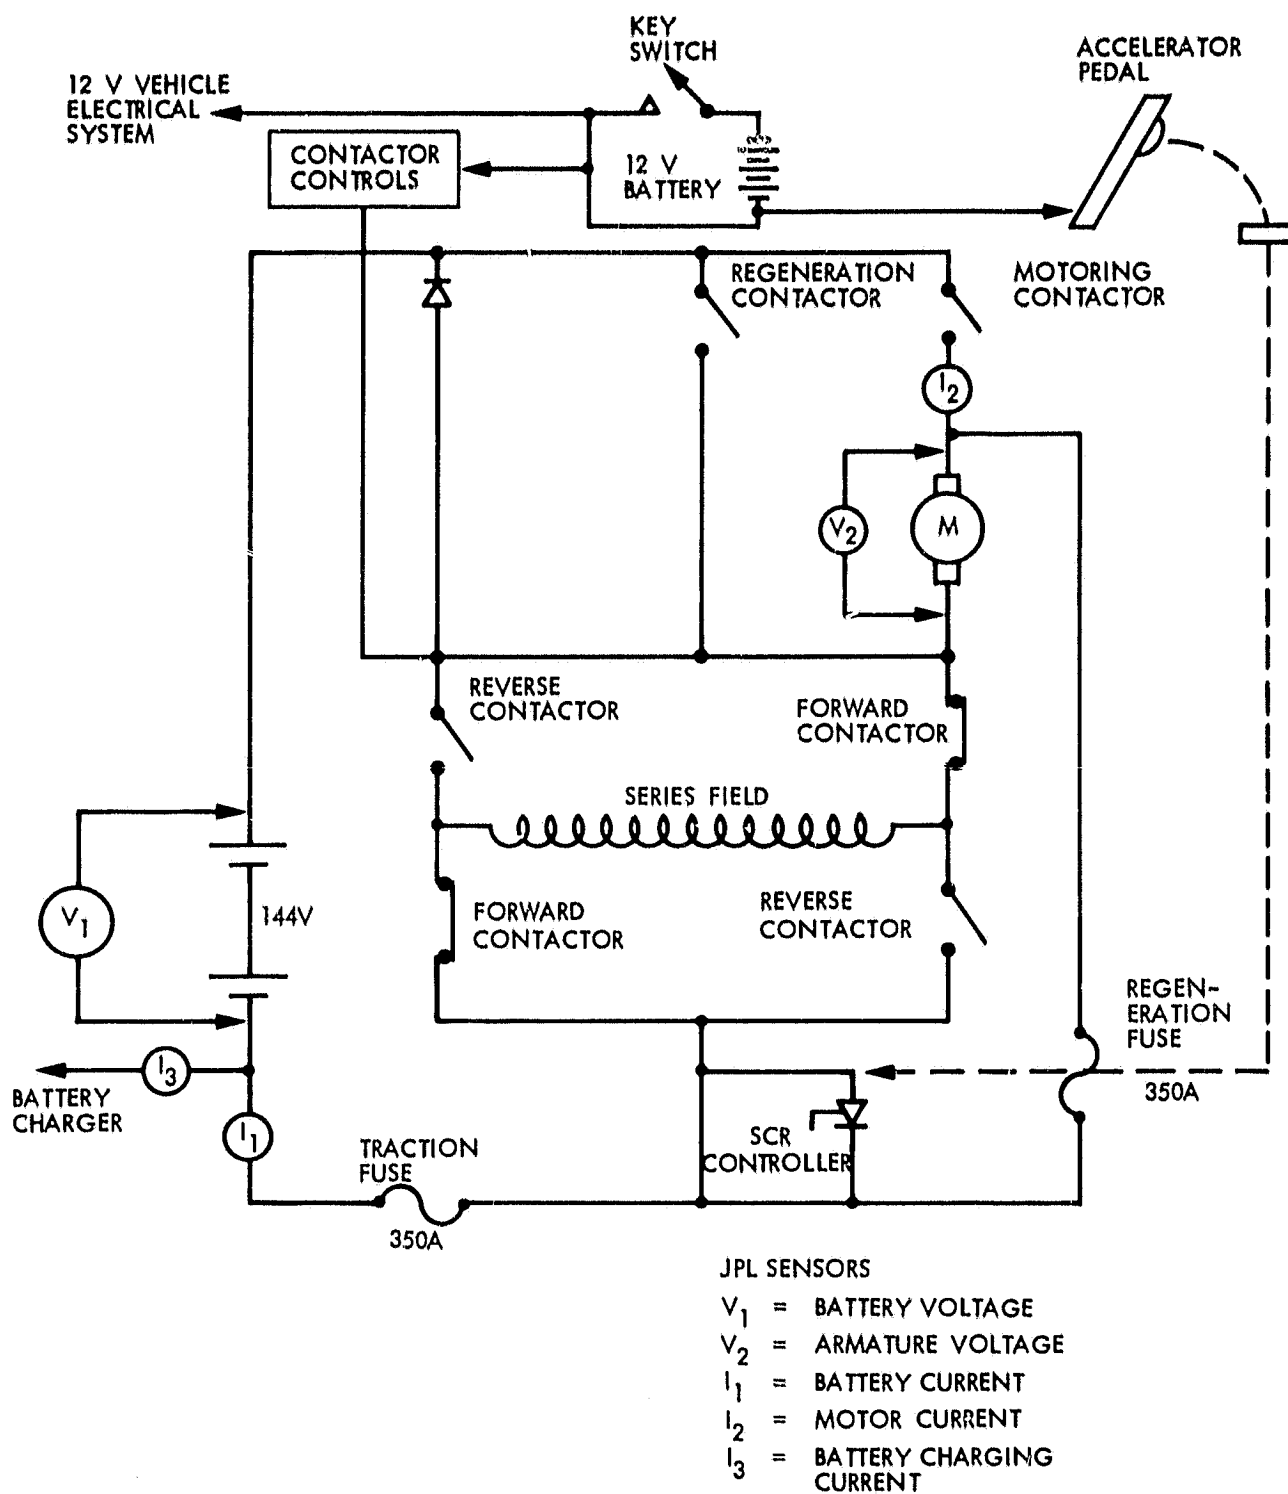 KEY
SWITCH
ACCELERATOR
PEDAL
12 V VEHICLE
ELECTRICAL
SYSTEM
CONTACTOR
CONTROLS
12 V
BATTERY
REGENERATION
CONTACTOR
MOTORING
CONTACTOR
I2
V2
M
REVERSE
CONTACTOR
FORWARD
CONTACTOR
SERIES FIELD
V1
144V
FORWARD
CONTACTOR
REVERSE
CONTACTOR
REGEN-
ERATION
FUSE
350A
I3
BATTERY
CHARGER
I1
TRACTION
FUSE
350A
SCR
CONTROLLER
JPL SENSORS
V1 = BATTERY VOLTAGE
V2 = ARMATURE VOLTAGE
I1 = BATTERY CURRENT
I2 = MOTOR CURRENT
I3 = BATTERY CHARGING
CURRENT